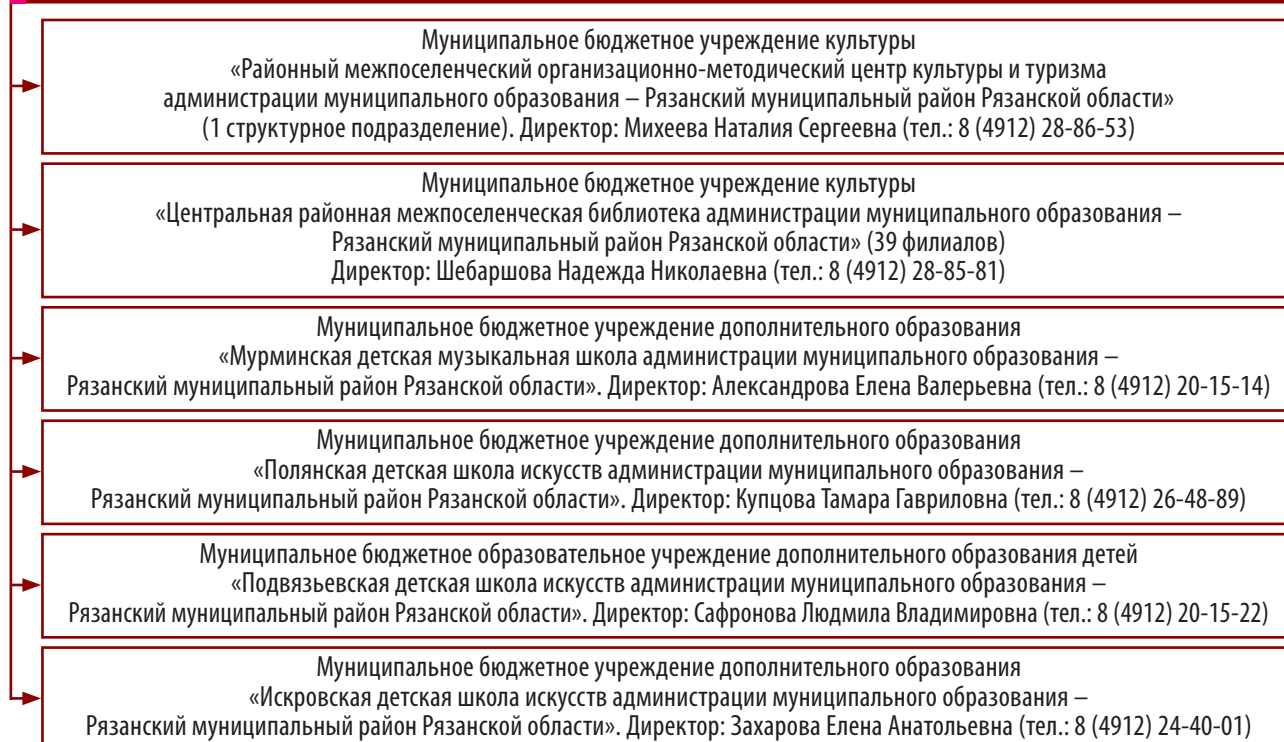 Муниципальное бюджетное учреждение культуры
«Районный межпоселенческий организационно-методический центр культуры и туризма
администрации муниципального образования – Рязанский муниципальный район Рязанской области»
(1 структурное подразделение). Директор: Михеева Наталия Сергеевна (тел.: 8 (4912) 28-86-53)
Муниципальное бюджетное учреждение культуры
«Центральная районная межпоселенческая библиотека администрации муниципального образования –
Рязанский муниципальный район Рязанской области» (39 филиалов)
Директор: Шебаршова Надежда Николаевна (тел.: 8 (4912) 28-85-81)
Муниципальное бюджетное учреждение дополнительного образования
«Мурминская детская музыкальная школа администрации муниципального образования –
Рязанский муниципальный район Рязанской области». Директор: Александрова Елена Валерьевна (тел.: 8 (4912) 20-15-14)
Муниципальное бюджетное учреждение дополнительного образования
«Полянская детская школа искусств администрации муниципального образования –
Рязанский муниципальный район Рязанской области». Директор: Купцова Тамара Гавриловна (тел.: 8 (4912) 26-48-89)
Муниципальное бюджетное образовательное учреждение дополнительного образования детей
«Подвязьевская детская школа искусств администрации муниципального образования –
Рязанский муниципальный район Рязанской области». Директор: Сафронова Людмила Владимировна (тел.: 8 (4912) 20-15-22)
Муниципальное бюджетное учреждение дополнительного образования
«Искровская детская школа искусств администрации муниципального образования –
Рязанский муниципальный район Рязанской области». Директор: Захарова Елена Анатольевна (тел.: 8 (4912) 24-40-01)